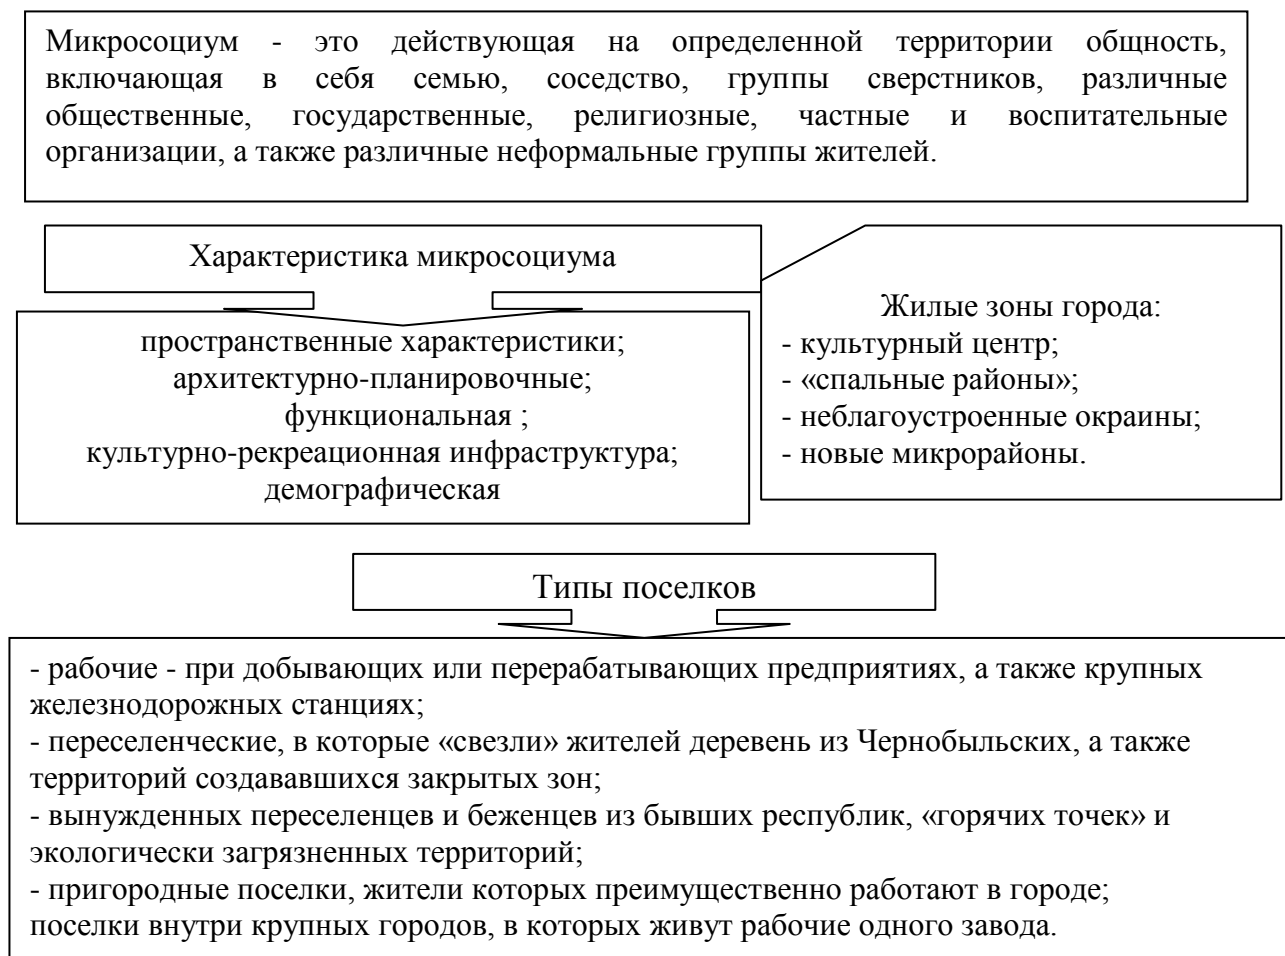 Микросоциум - это действующая на определенной территории общность,
включающая в себя семью, соседство, группы сверстников, различные
общественные, государственные, религиозные, частные и воспитательные
организации, а также различные неформальные группы жителей.
Характеристика микросоциума
пространственные характеристики;
архитектурно-планировочные;
функциональная ;
культурно-рекреационная инфраструктура;
демографическая
Жилые зоны города:
- культурный центр;
- «спальные районы»;
- неблагоустроенные окраины;
- новые микрорайоны.
Типы поселков
- рабочие - при добывающих или перерабатывающих предприятиях, а также крупных
железнодорожных станциях;
- переселенческие, в которые «свезли» жителей деревень из Чернобыльских, а также
территорий создававшихся закрытых зон;
- вынужденных переселенцев и беженцев из бывших республик, «горячих точек» и
экологически загрязненных территорий;
- пригородные поселки, жители которых преимущественно работают в городе;
поселки внутри крупных городов, в которых живут рабочие одного завода.